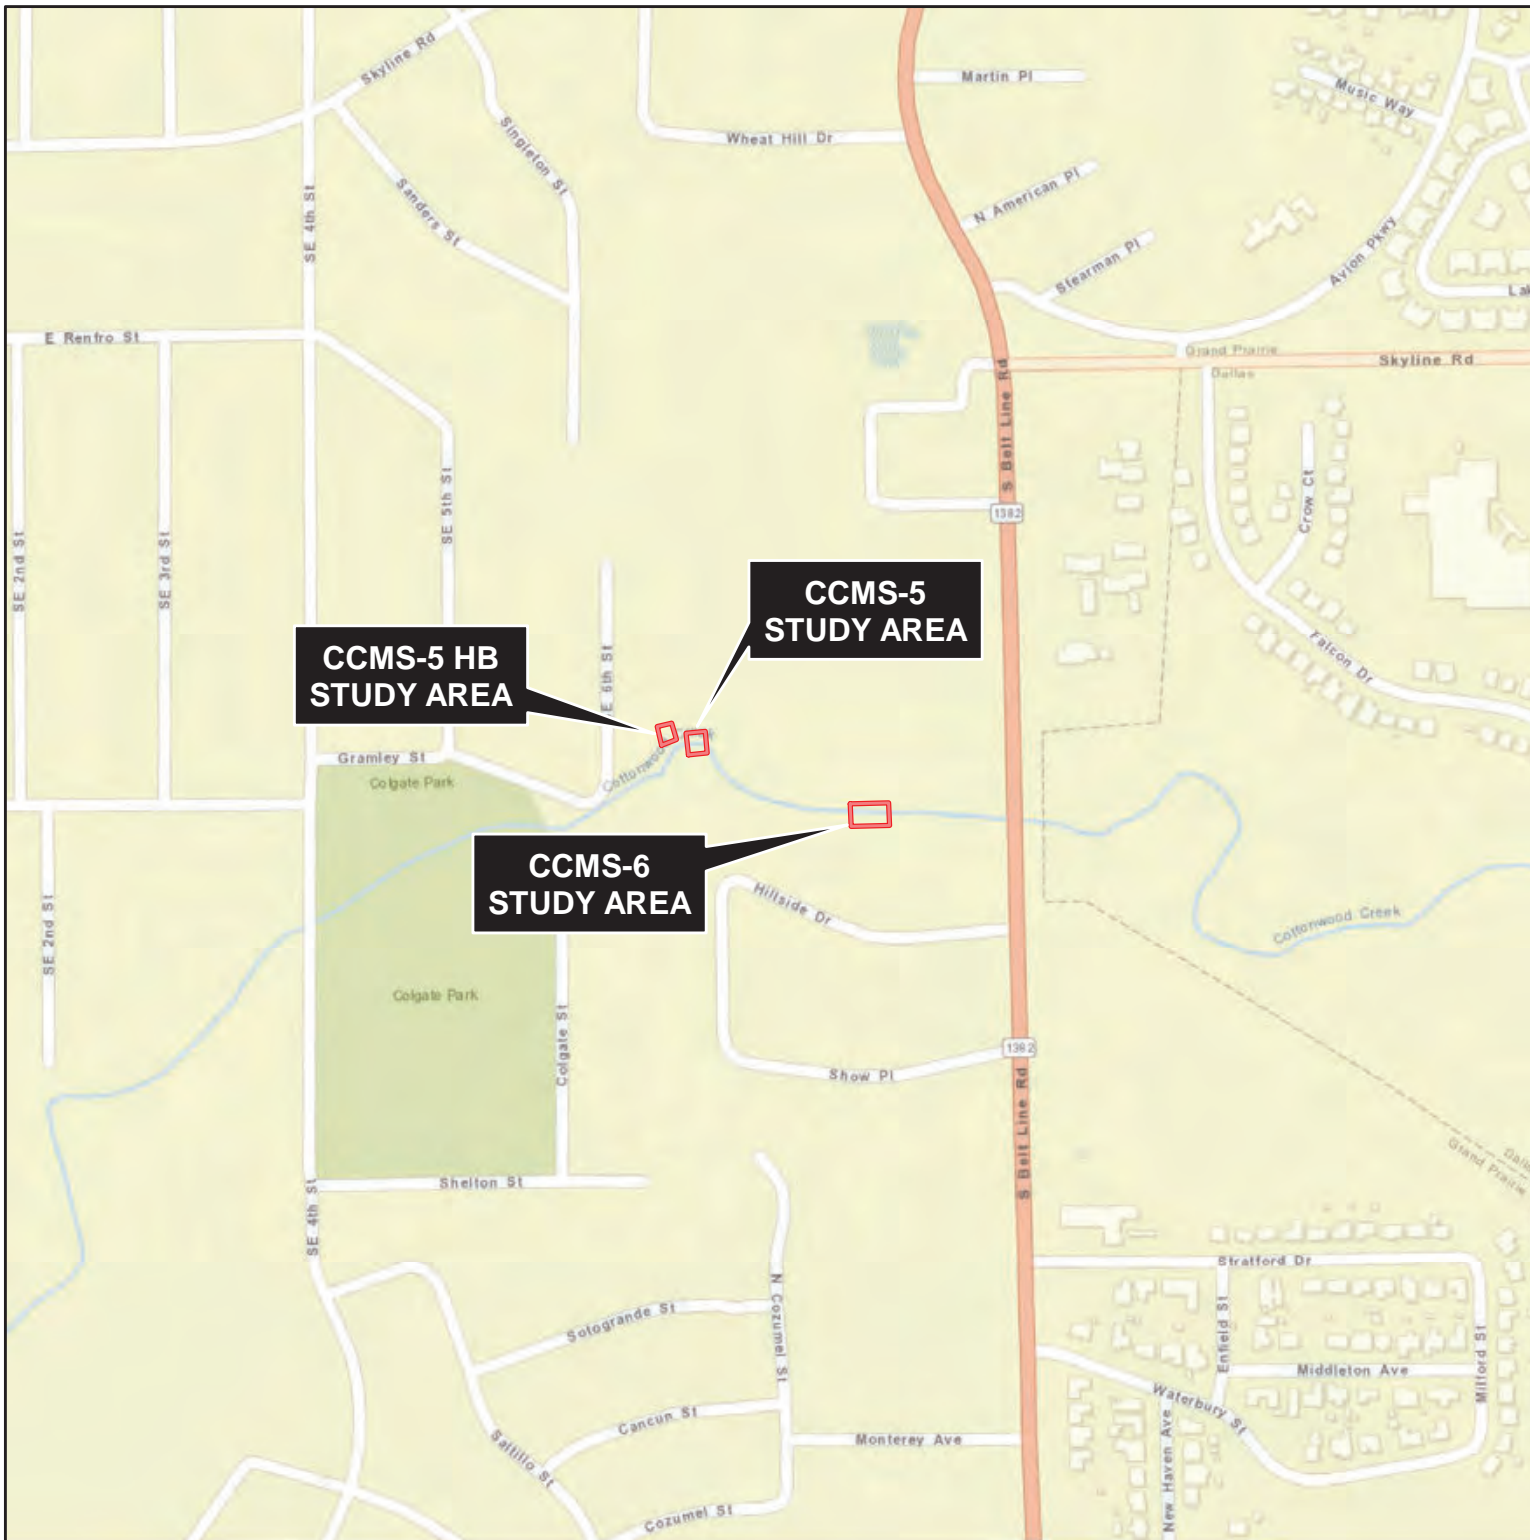 Skyline Rd
Martin Pl
Music Way
Singleton St
Wheat Hill Dr
Sanders St
SE 4th St
N American Pl
Stearman Pl
Avion Pkwy
E Renfro St
Grand Prairie
Skyline Rd
Dallas
S Belt Line Rd
Crow Ct
SE 5th St
1382
SE 2nd St
SE 3rd St
CCMS-5
STUDY AREA
CCMS-5 HB
STUDY AREA
Falcon Dr
E 6th St
Gramley St
Colgate Park
CCMS-6
STUDY AREA
Hillside Dr
Cottonwood Creek
SE 2nd St
Colgate Park
Colgate St
1382
Show Pl
S Belt Line Rd
Grand Prairie
Shelton St
SE 4th St
Stratford Dr
N Cozumel St
Sotogrande St
Enfield St
Middleton Ave
Milford St
Waterbury St
Cancun St
Saltillo St
Monterey Ave
New Haven Ave
Cozumel St